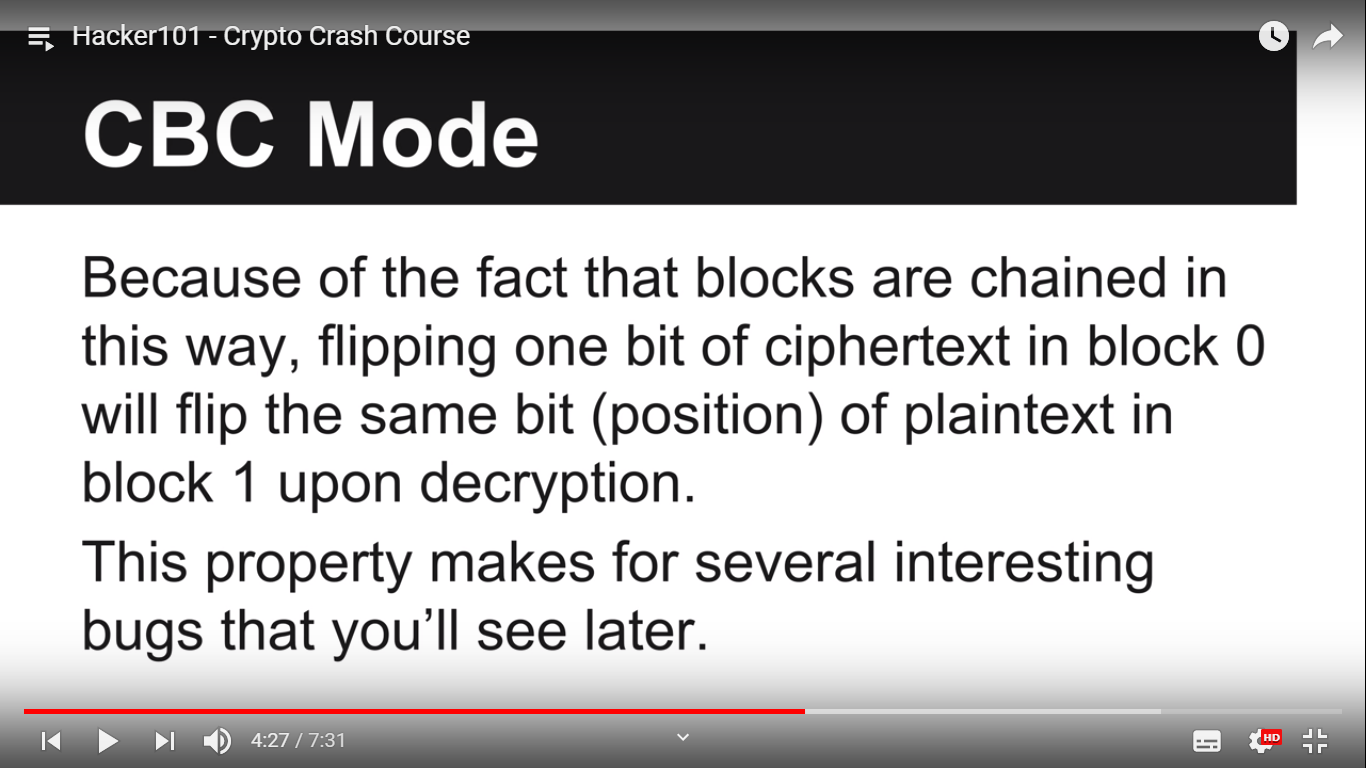 Hacker101 - Crypto Crash Course
CBC Mode
Because of the fact that blocks are chained in
this way, flipping one bit of ciphertext in block 0
will flip the same bit (position) of plaintext in
block 1 upon decryption.
This property makes for several interesting
bugs that you’ll see later.
4:27 / 7:31
HD